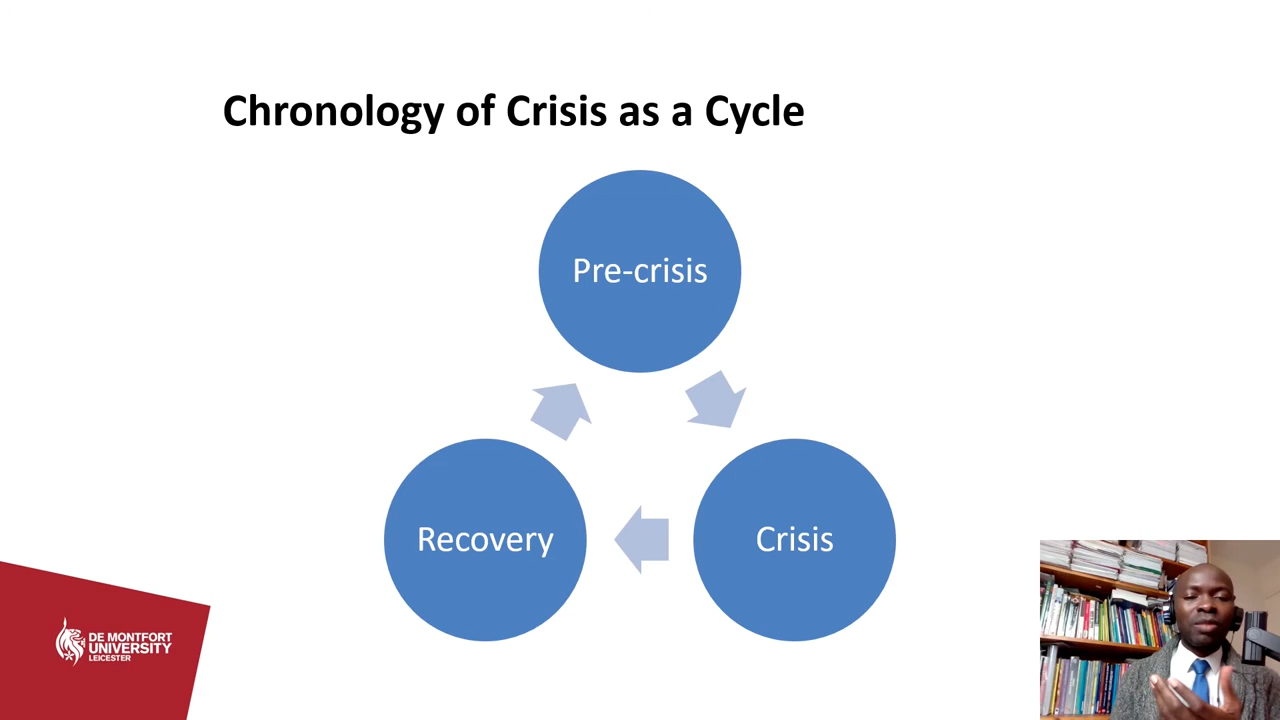 Chronology of Crisis as a Cycle
Pre-crisis
Recovery
Crisis
DE MONTFORT
UNIVERSITY
LEICESTER